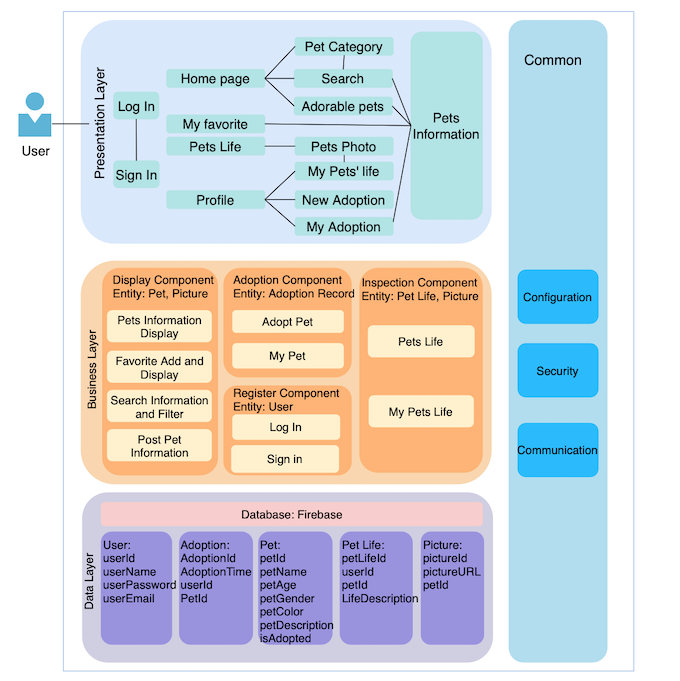 User
Presentation Layer
Log In
Sign In
Home page
My favorite
Pets Life
Profile
Pet Category
Search
Adorable pets
Pets Photo
My Pets' life
New Adoption
My Adoption
Pets
Information
Common
Configuration
Security
Communication
Business Layer
Display Component
Entity: Pet, Picture
Pets Information
Display
Favorite Add and
Display
Search Information
and Filter
Post Pet
Information
Adoption Component
Entity: Adoption Record
Adopt Pet
My Pet
Register Component
Entity: User
Log In
Sign in
Inspection Component
Entity: Pet Life, Picture
Pets Life
My Pets Life
Data Layer
Database: Firebase
User:
userId
userName
userPassword
userEmail
Adoption:
AdoptionId
AdoptionTime
userId
PetId
Pet:
petId
petName
petAge
petGender
petColor
petDescription
isAdopted
Pet Life:
petLifeId
userId
petId
LifeDescription
Picture:
pictureId
pictureURL
petId